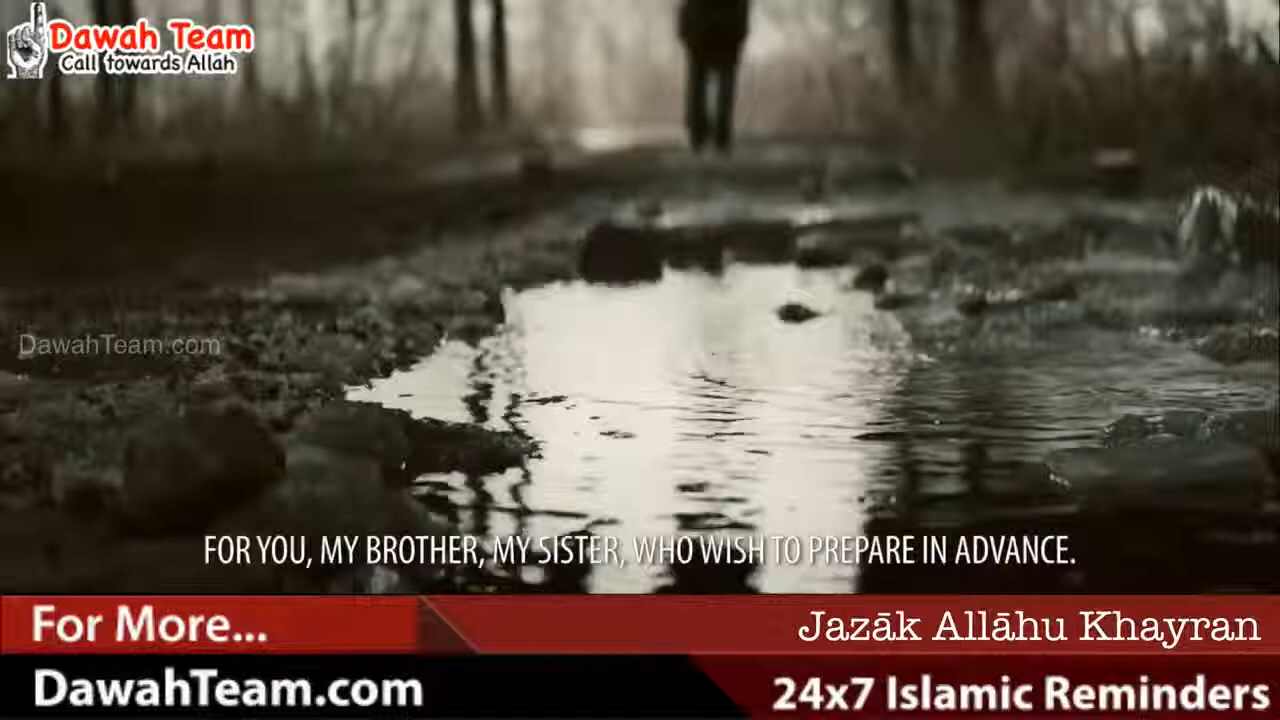 Dawah Team
Call towards Allah
DawahTeam.com
FOR YOU, MY BROTHER, MY SISTER, WHO WISH TO PREPARE IN ADVANCE.
For More...
Jazāk Allāhu Khayran
DawahTeam.com
24x7 Islamic Reminders